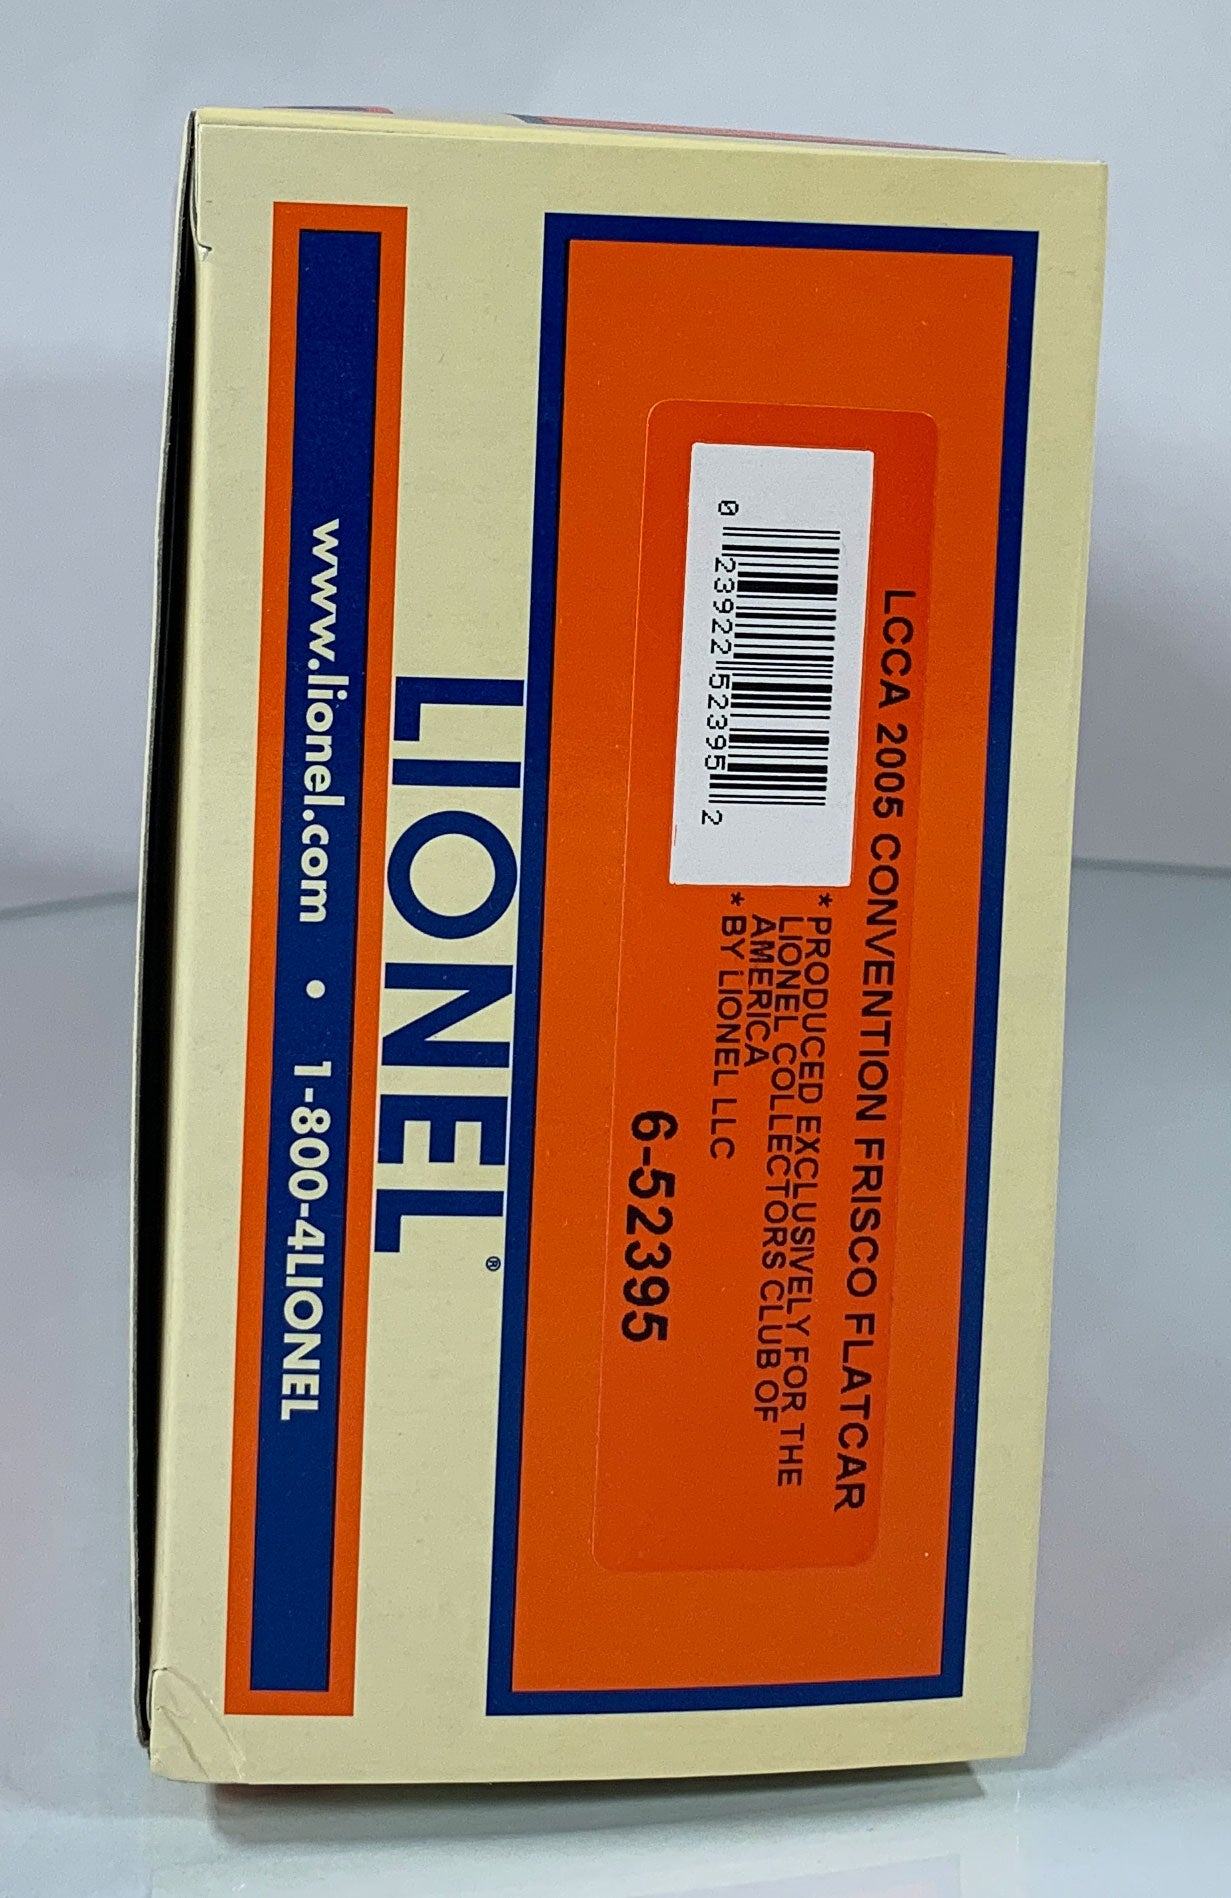 LCCA 2005 CONVENTION FRISCO FLATCAR
* PRODUCED EXCLUSIVELY FOR THE
LIONEL COLLECTORS CLUB OF
AMERICA
* BY LIONEL LLC
0 23922 52395 2
6-52395
LIONEL®
www.lionel.com • 1-800-4LIONEL